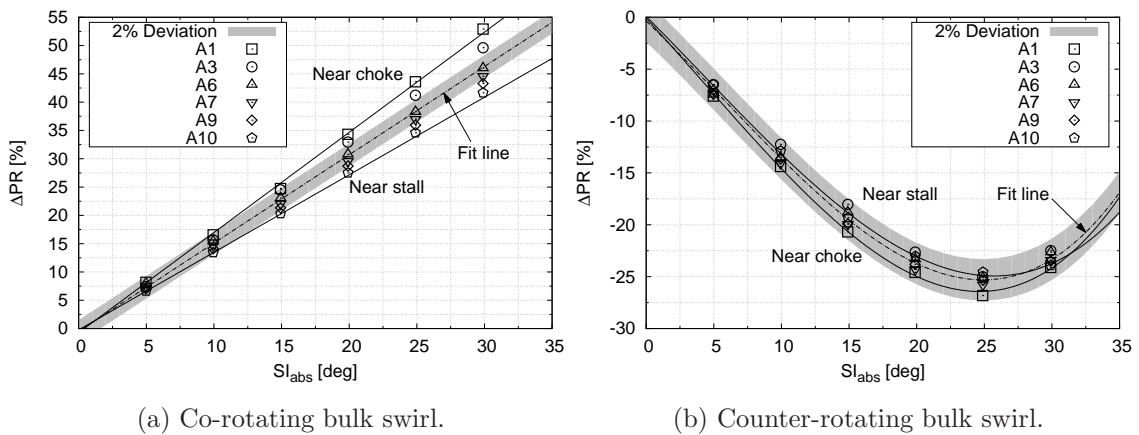 55
50
45
40
35
30
25
20
15
10
5
0
ΔPR [%]
2% Deviation
A1
A3
A6
A7
A9
A10
Near choke
Fit line
Near stall
0 5 10 15 20 25 30 35
SI_abs [deg]
(a) Co-rotating bulk swirl.
0
-5
-10
-15
-20
-25
-30
ΔPR [%]
2% Deviation
A1
A3
A6
A7
A9
A10
Near stall
Fit line
Near choke
0 5 10 15 20 25 30 35
SI_abs [deg]
(b) Counter-rotating bulk swirl.